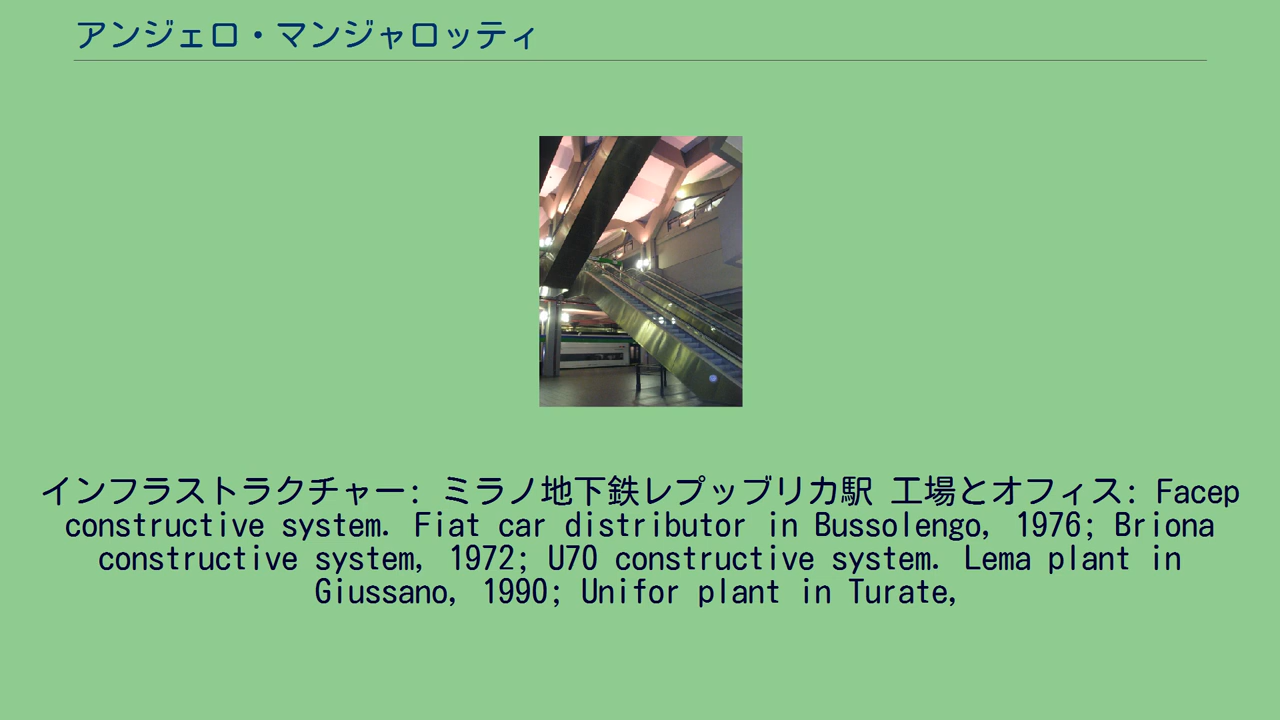 アンジェロ・マンジャロッティ
インフラストラクチャー: ミラノ地下鉄レプッブリカ駅 工場とオフィス: Facep
constructive system. Fiat car distributor in Bussolengo, 1976; Briona
constructive system, 1972; U70 constructive system. Lema plant in
Giussano, 1990; Unifor plant in Turate,